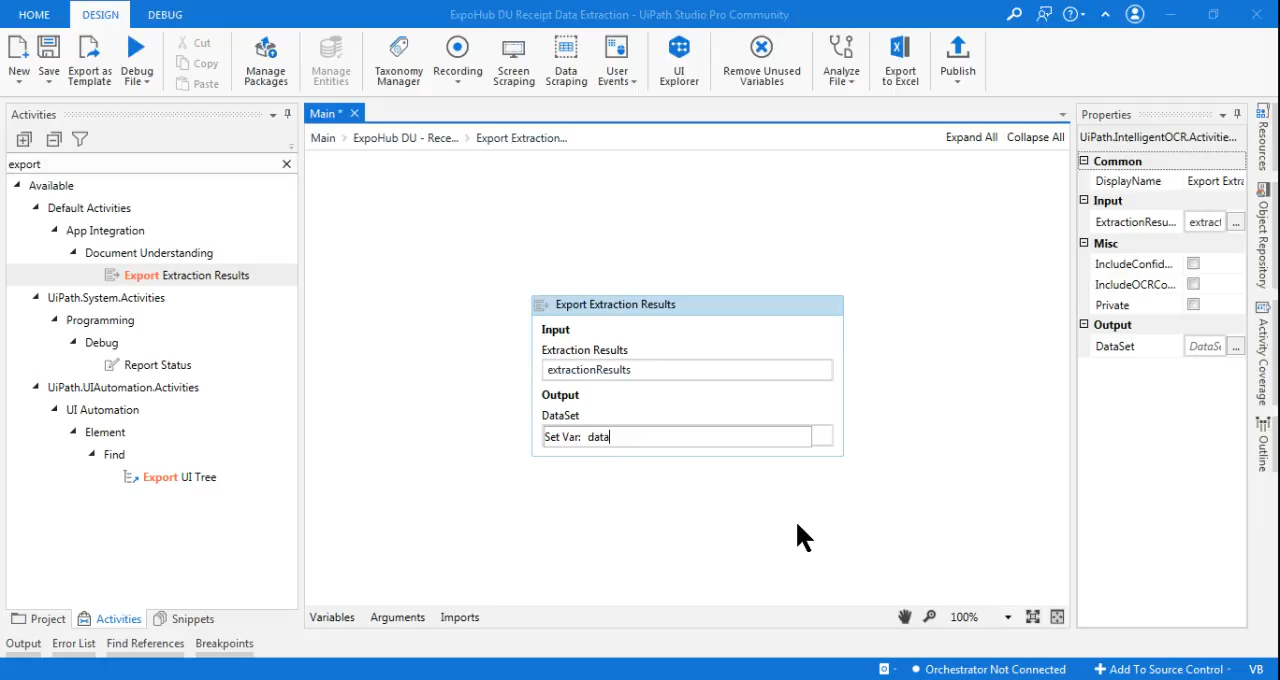 HOME DESIGN DEBUG ExpoHub DU Receipt Data Extraction - UiPath Studio Pro Community
New Save Export as Template Debug File Cut Copy Paste Manage Packages Manage Entities Taxonomy Manager Recording Screen Scraping Data Scraping User Events UI Explorer Remove Unused Variables Analyze File Export to Excel Publish
Activities
export
Available
Default Activities
App Integration
Document Understanding
Export Extraction Results
UiPath.System.Activities
Programming
Debug
Report Status
UiPath.UIAutomation.Activities
UI Automation
Element
Find
Export UI Tree
Project Activities Snippets
Main *
Main > ExpoHub DU - Rece... > Export Extraction... Expand All Collapse All
Export Extraction Results
Input
Extraction Results
extractionResults
Output
DataSet
Set Var: data
Variables Arguments Imports 100%
Properties
UiPath.IntelligentOCR.Activitie...
Common
DisplayName Export Extra
Input
ExtractionResu... extract ...
Misc
IncludeConfid...
IncludeOCRCo...
Private
Output
DataSet DataSe ...
Resources
Object Repository
Activity Coverage
Outline
Output Error List Find References Breakpoints
Orchestrator Not Connected Add To Source Control VB